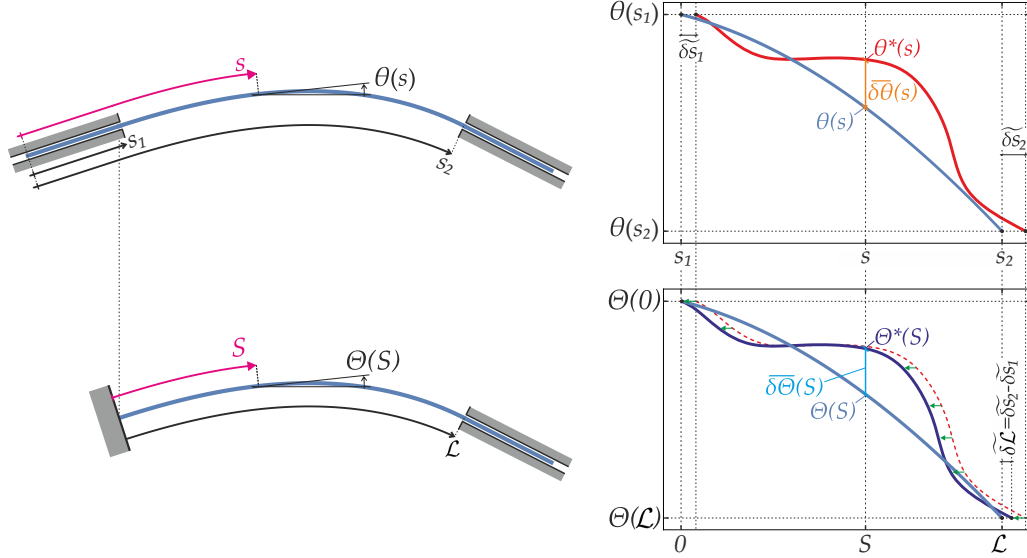 s
θ(s)
s₁
s₂
S
Θ(S)
ℒ
θ(s₁)
δ̃s₁
θ*(s)
δ̅θ(s)
θ(s)
δ̃s₂
θ(s₂)
s₁ s s₂
Θ(0)
Θ*(S)
δ̅Θ(S)
Θ(S)
δ̃ℒ=δ̃s₂-δ̃s₁
Θ(ℒ)
0 S ℒ